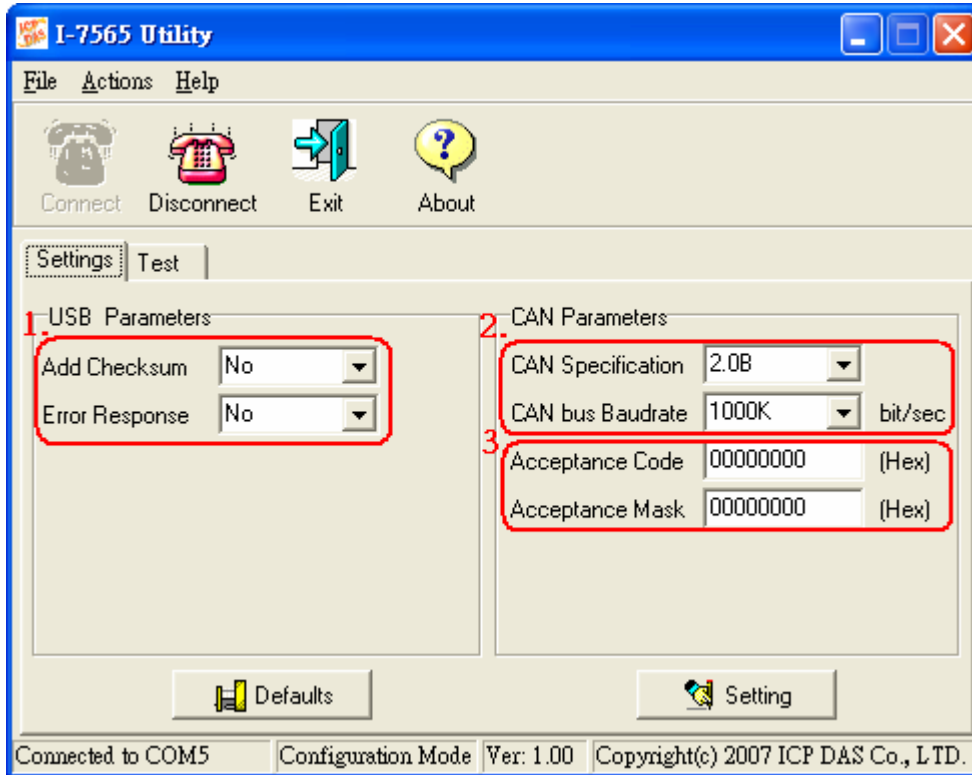 ICP DAS
I-7565 Utility
File Actions Help
Connect Disconnect Exit About
Settings Test
1. USB Parameters
Add Checksum No
Error Response No
2. CAN Parameters
CAN Specification 2.0B
CAN bus Baudrate 1000K bit/sec
3
Acceptance Code 00000000 (Hex)
Acceptance Mask 00000000 (Hex)
Defaults Setting
Connected to COM5 Configuration Mode Ver: 1.00 Copyright(c) 2007 ICP DAS Co., LTD.